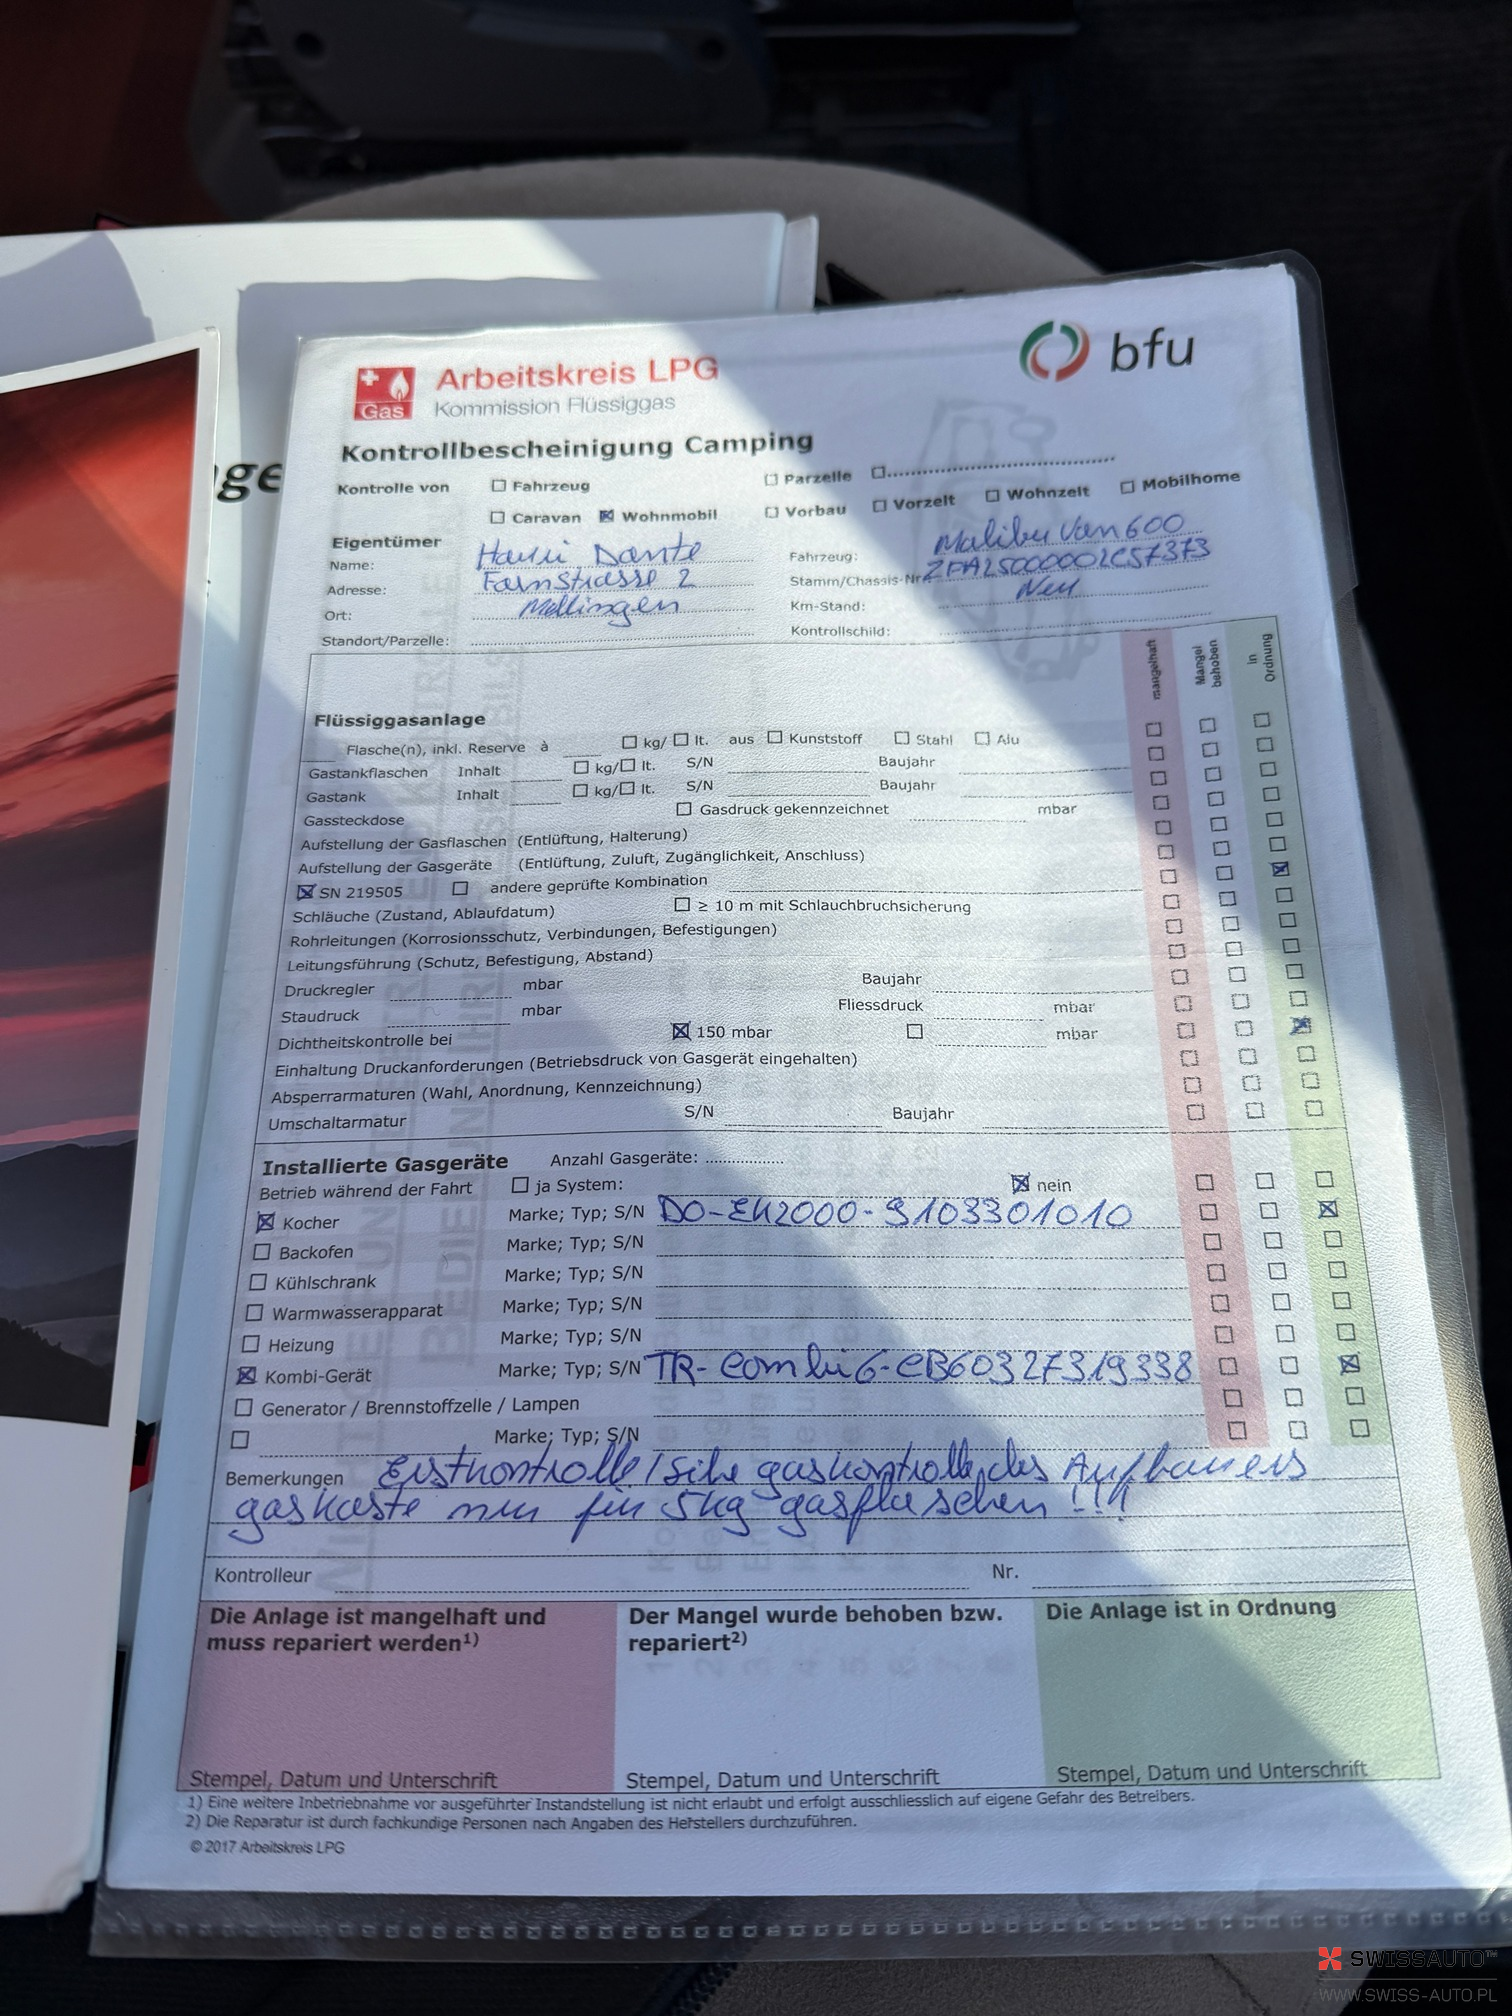 ge
Gas
Arbeitskreis LPG
Kommission Flüssiggas
bfu
Kontrollbescheinigung Camping
Kontrolle von ☐ Fahrzeug ☐ Parzelle ☐
☐ Caravan ☒ Wohnmobil ☐ Vorbau ☐ Vorzelt ☐ Wohnzelt ☐ Mobilhome
Eigentümer
Name: Dante Fahrzeug: Malibu Van 600
Adresse: 2 Stamm/Chassis-Nr ZFA25000002C57373
Ort: Mellingen Km-Stand: Neu
Standort/Parzelle: Kontrollschild:
mangelhaft
Mangel behoben
in Ordnung
Flüssiggasanlage
Flasche(n), inkl. Reserve à ☐ kg/ ☐ lt. aus ☐ Kunststoff ☐ Stahl ☐ Alu
Gastankflaschen Inhalt ☐ kg/☐ lt. S/N Baujahr
Gastank Inhalt ☐ kg/☐ lt. S/N Baujahr
Gassteckdose ☐ Gasdruck gekennzeichnet mbar
Aufstellung der Gasflaschen (Entlüftung, Halterung)
Aufstellung der Gasgeräte (Entlüftung, Zuluft, Zugänglichkeit, Anschluss)
☒ SN 219505 ☐ andere geprüfte Kombination
Schläuche (Zustand, Ablaufdatum) ☐ ≥ 10 m mit Schlauchbruchsicherung
Rohrleitungen (Korrosionsschutz, Verbindungen, Befestigungen)
Leitungsführung (Schutz, Befestigung, Abstand)
Druckregler mbar Baujahr
Staudruck mbar Fliessdruck mbar
Dichtheitskontrolle bei ☒ 150 mbar ☐ mbar
Einhaltung Druckanforderungen (Betriebsdruck von Gasgerät eingehalten)
Absperrarmaturen (Wahl, Anordnung, Kennzeichnung)
Umschaltarmatur S/N Baujahr
Installierte Gasgeräte Anzahl Gasgeräte:
Betrieb während der Fahrt ☐ ja System: ☒ nein
☒ Kocher Marke; Typ; S/N DO-EK2000-9103301010
☐ Backofen Marke; Typ; S/N
☐ Kühlschrank Marke; Typ; S/N
☐ Warmwasserapparat Marke; Typ; S/N
☐ Heizung Marke; Typ; S/N
☒ Kombi-Gerät Marke; Typ; S/N TR-Combi 6-CB60327319338
☐ Generator / Brennstoffzelle / Lampen
☐ Marke; Typ; S/N
Bemerkungen Erstkontrolle / gaskontrolle des Aufbauers
gaskaste nur für 5kg gasflaschen !!!
Kontrolleur Nr.
Die Anlage ist mangelhaft und muss repariert werden1)
Der Mangel wurde behoben bzw. repariert2)
Die Anlage ist in Ordnung
Stempel, Datum und Unterschrift Stempel, Datum und Unterschrift Stempel, Datum und Unterschrift
1) Eine weitere Inbetriebnahme vor ausgeführter Instandstellung ist nicht erlaubt und erfolgt ausschliesslich auf eigene Gefahr des Betreibers.
2) Die Reparatur ist durch fachkundige Personen nach Angaben des Herstellers durchzuführen.
© 2017 Arbeitskreis LPG
SWISSAUTO™
WWW.SWISS-AUTO.PL